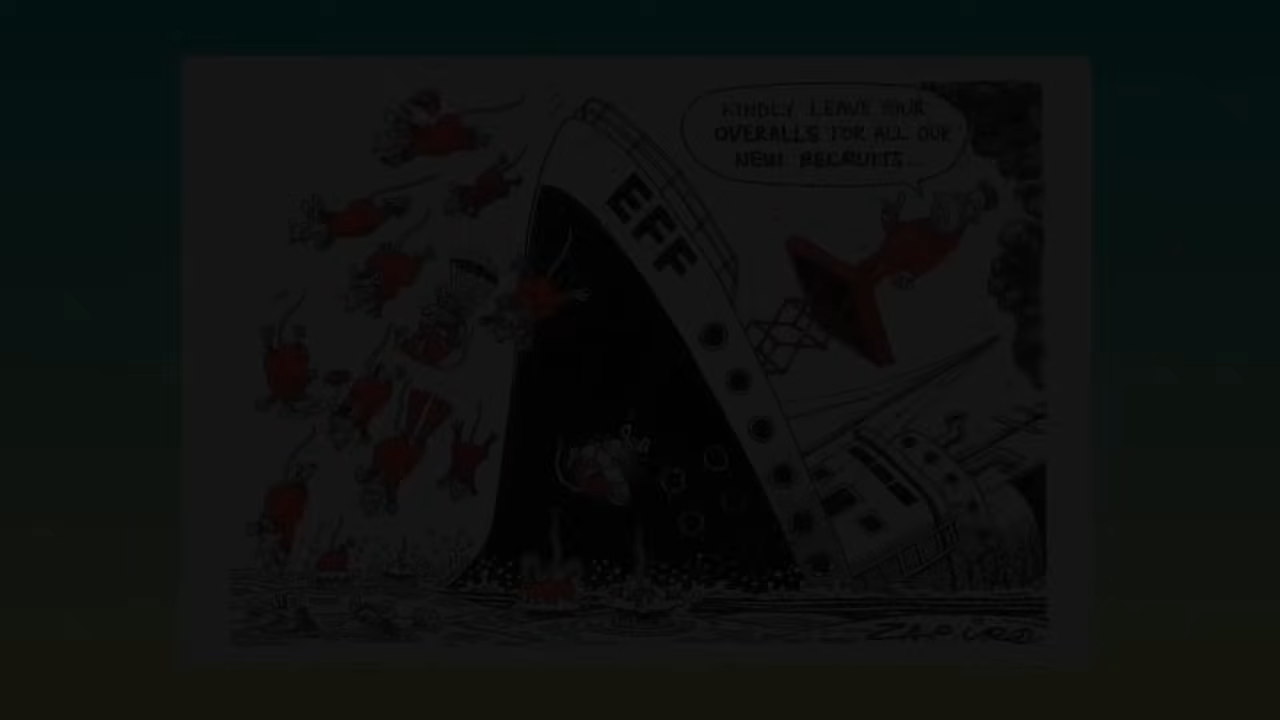 KINDLY LEAVE YOUR
OVERALLS FOR ALL OUR
NEW RECRUITS...
EFF
ZAPIRO